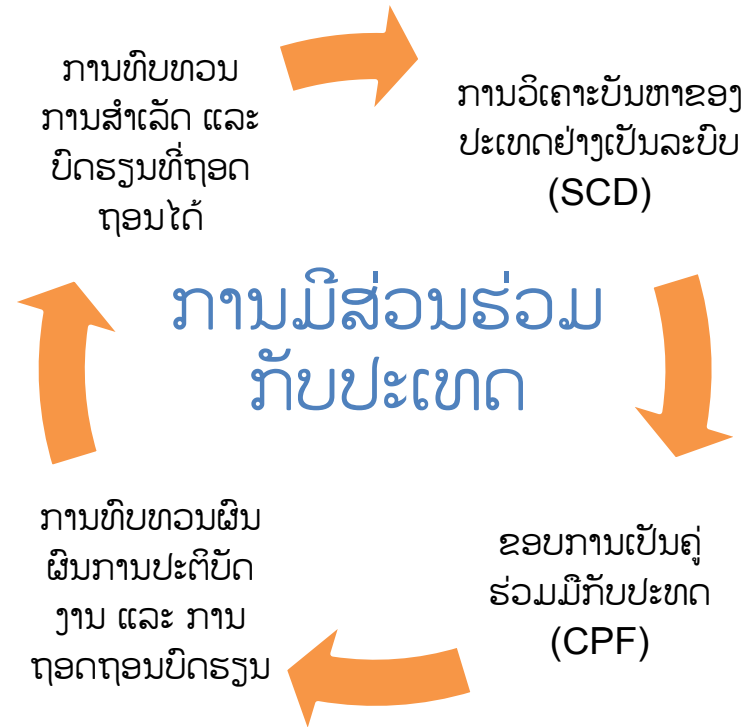 ການທົບທວນ
ການສຳເລັດ ແລະ
ບົດຮຽນທີ່ຖອດ
ຖອນໄດ້
ການວິເຄາະບັນຫາຂອງ
ປະເທດຢ່າງເປັນລະບົບ
(SCD)
ການມີສ່ວນຮ່ວມ
ກັບປະເທດ
ການທົບທວນຜົນ
ຜົນການປະຕິບັດ
ງານ ແລະ ການ
ຖອດຖອນບົດຮຽນ
ຂອບການເປັນຄູ່
ຮ່ວມມືກັບປະທດ
(CPF)